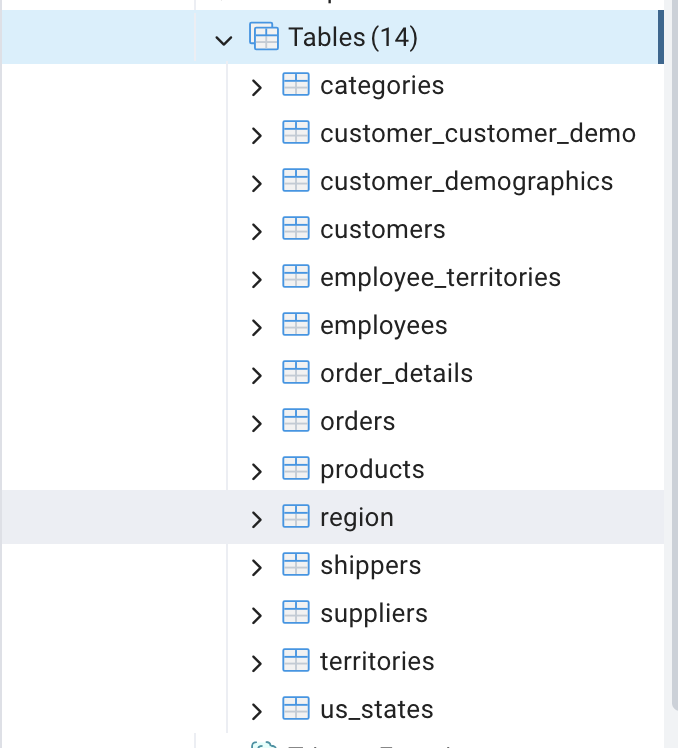 Tables (14)
categories
customer_customer_demo
customer_demographics
customers
employee_territories
employees
order_details
orders
products
region
shippers
suppliers
territories
us_states